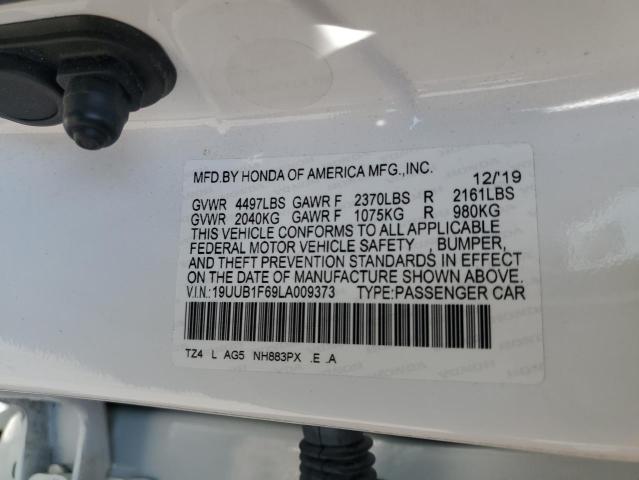 MFD.BY HONDA OF AMERICA MFG.,INC. 12/'19
GVWR 4497LBS GAWR F 2370LBS R 2161LBS
GVWR 2040KG GAWR F 1075KG R 980KG
THIS VEHICLE CONFORMS TO ALL APPLICABLE
FEDERAL MOTOR VEHICLE SAFETY , BUMPER,
AND THEFT PREVENTION STANDARDS IN EFFECT
ON THE DATE OF MANUFACTURE SHOWN ABOVE.
V.I.N.:19UUB1F69LA009373 TYPE:PASSENGER CAR
TZ4 L AG5 NH883PX .E .A